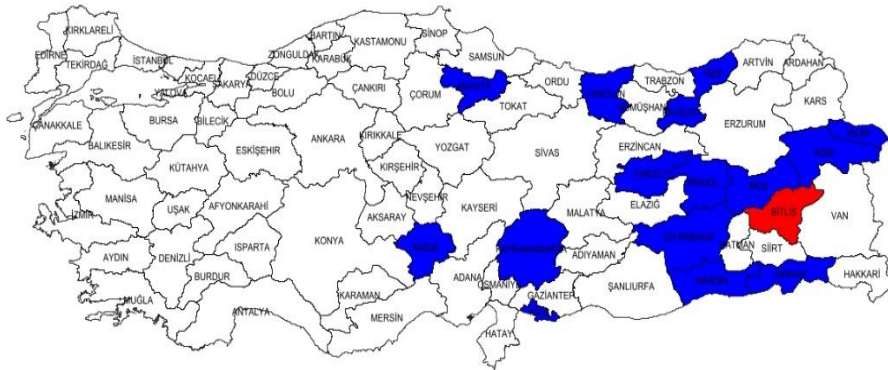 KIRKLARELİ
EDİRNE
TEKİRDAĞ
İSTANBUL
KOCAELİ
YALOVA
SAKARYA
DÜZCE
ZONGULDAK
BARTIN
KARABÜK
KASTAMONU
SİNOP
SAMSUN
BOLU
ÇANKIRI
ÇORUM
ORDU
TRABZON
ARTVİN
ARDAHAN
KARS
ÇANAKKALE
BURSA
BİLECİK
ANKARA
KIRIKKALE
YOZGAT
TOKAT
SİVAS
ERZİNCAN
ERZURUM
BALIKESİR
KÜTAHYA
ESKİŞEHİR
KIRŞEHİR
NEVŞEHİR
KAYSERİ
MALATYA
ELAZIĞ
MUŞ
BİTLİS
VAN
MANİSA
İZMİR
UŞAK
AFYONKARAHİ
AKSARAY
KONYA
ADIYAMAN
BATMAN
SİİRT
HAKKARİ
AYDIN
DENİZLİ
ISPARTA
BURDUR
ADANA
OSMANİYE
GAZİANTEP
ŞANLIURFA
MUĞLA
ANTALYA
KARAMAN
MERSİN
HATAY